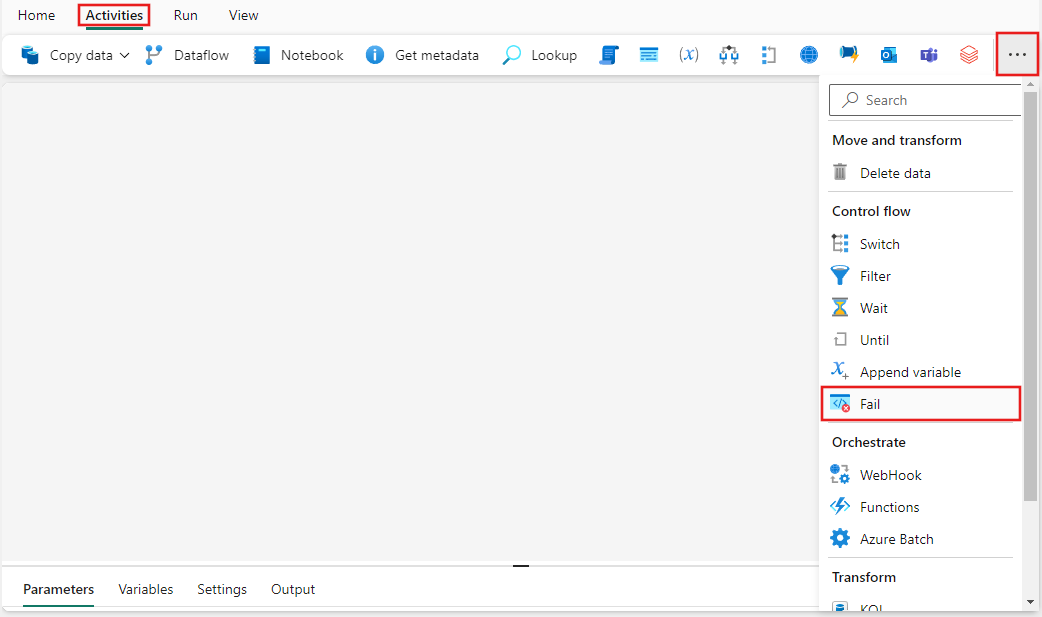 Home Activities Run View
Copy data Dataflow Notebook Get metadata Lookup (x) ...
Search
Move and transform
Delete data
Control flow
Switch
Filter
Wait
Until
Append variable
Fail
Orchestrate
WebHook
Functions
Azure Batch
Transform
KQL
Parameters Variables Settings Output